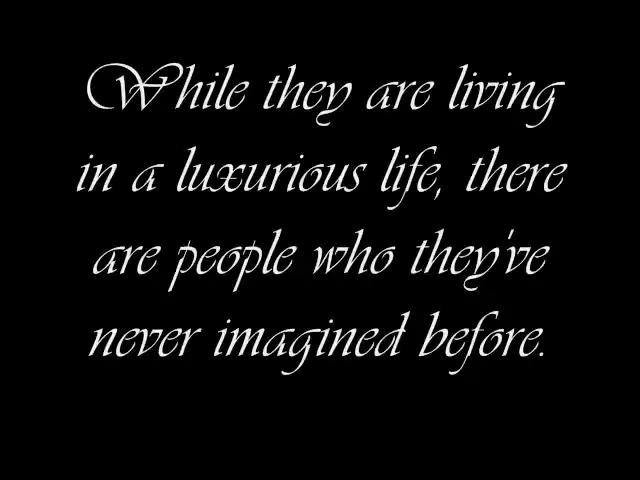 While they are living
in a luxurious life, there
are people who they've
never imagined before.